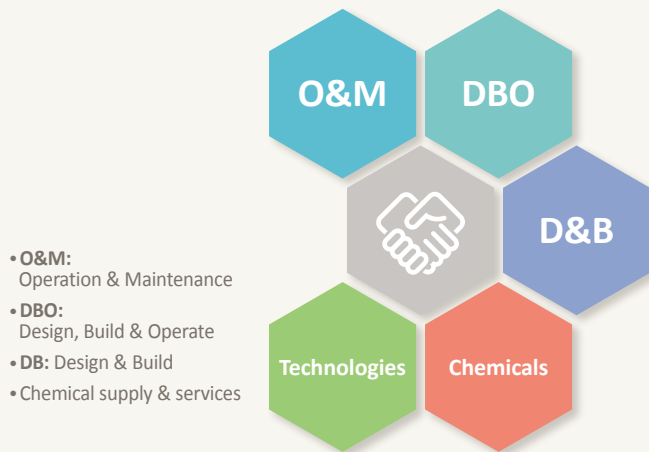 O&M
DBO
D&B
• O&M:
Operation & Maintenance
• DBO:
Design, Build & Operate
• DB: Design & Build
• Chemical supply & services
Technologies
Chemicals